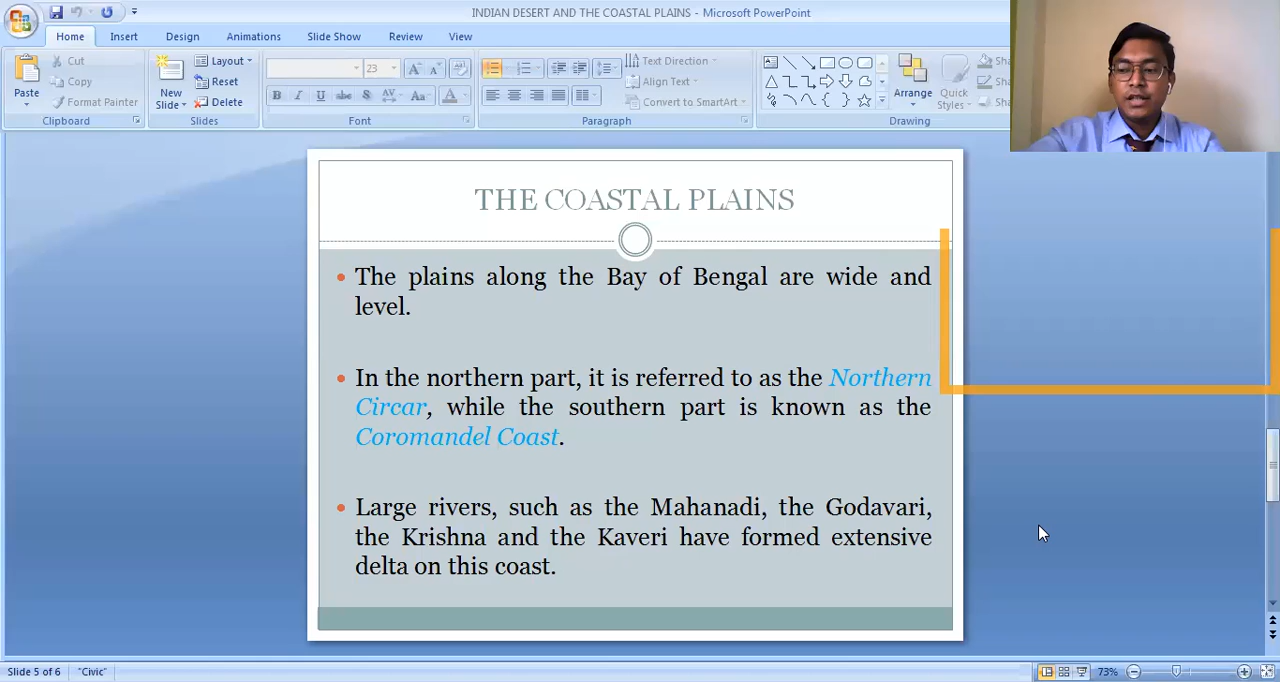 INDIAN DESERT AND THE COASTAL PLAINS - Microsoft PowerPoint
Home Insert Design Animations Slide Show Review View
Paste
Cut
Copy
Format Painter
Clipboard
New
Slide
Layout
Reset
Delete
Slides
23
Font
Text Direction
Align Text
Convert to SmartArt
Paragraph
Arrange
Quick
Styles
Sha
Sha
Sha
Drawing
THE COASTAL PLAINS
• The plains along the Bay of Bengal are wide and
level.
• In the northern part, it is referred to as the Northern
Circar, while the southern part is known as the
Coromandel Coast.
• Large rivers, such as the Mahanadi, the Godavari,
the Krishna and the Kaveri have formed extensive
delta on this coast.
Slide 5 of 6 "Civic" 73%